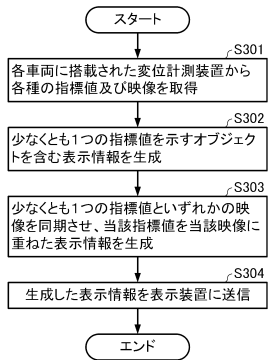 スタート
S301
各車両に搭載された変位計測装置から
各種の指標値及び映像を取得
S302
少なくとも1つの指標値を示すオブジェク
トを含む表示情報を生成
S303
少なくとも1つの指標値といずれかの映
像を同期させ、当該指標値を当該映像に
重ねた表示情報を生成
S304
生成した表示情報を表示装置に送信
エンド